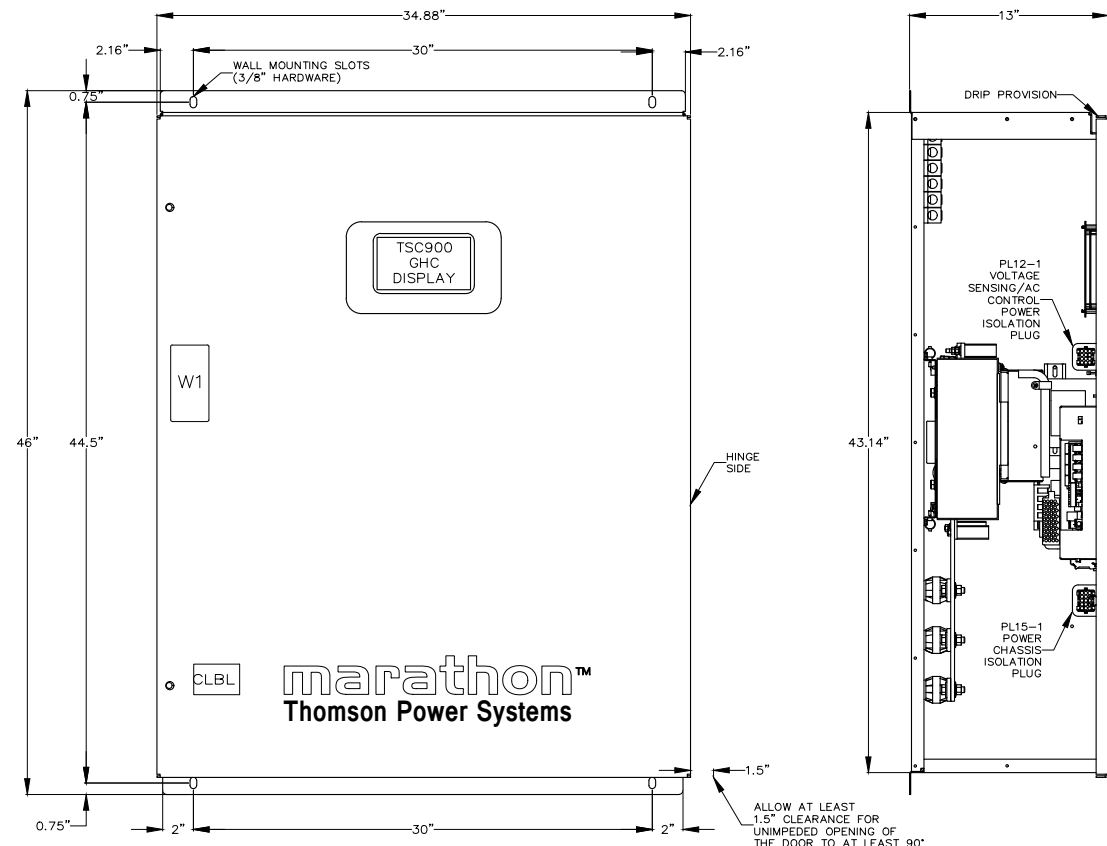 34.88"
13"
2.16"
30"
2.16"
WALL MOUNTING SLOTS
(3/8" HARDWARE)
0.75"
DRIP PROVISION
TSC900
GHC
DISPLAY
PL12-1
VOLTAGE
SENSING/AC
CONTROL
POWER
ISOLATION
PLUG
W1
46"
44.5"
43.14"
HINGE
SIDE
PL15-1
POWER
CHASSIS
ISOLATION
PLUG
CLBL
marathon™
Thomson Power Systems
1.5"
ALLOW AT LEAST
1.5" CLEARANCE FOR
UNIMPEDED OPENING OF
THE DOOR TO AT LEAST 90°
0.75"
2"
30"
2"